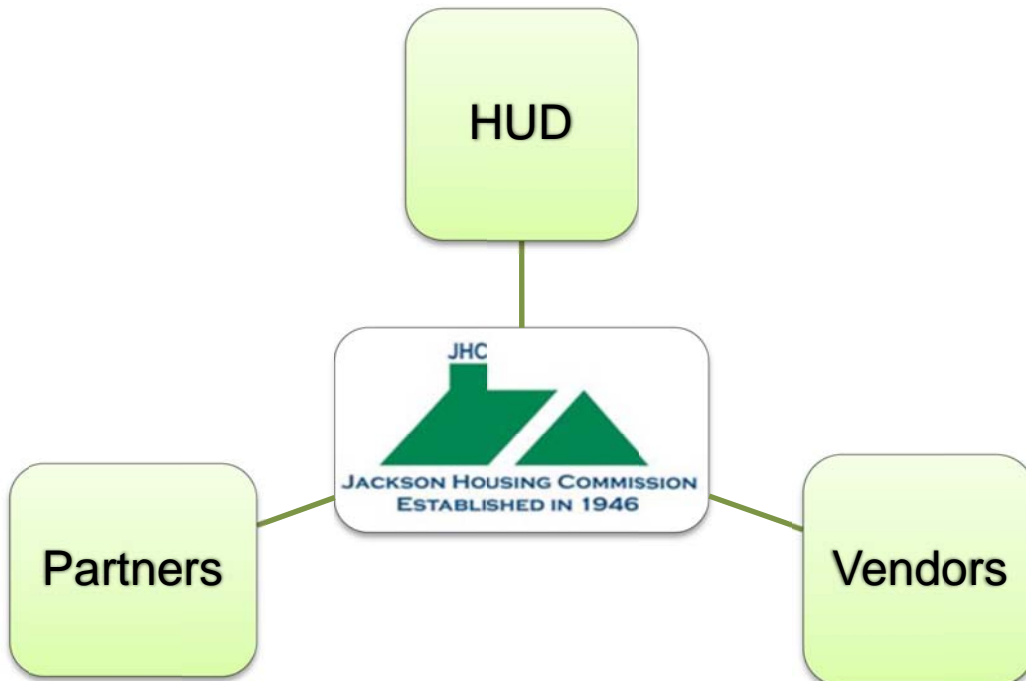 HUD
JHC
JACKSON HOUSING COMMISSION
ESTABLISHED IN 1946
Partners
Vendors